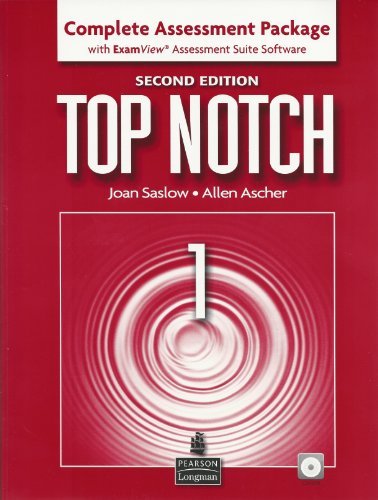 Complete Assessment Package
with ExamView® Assessment Suite Software
SECOND EDITION
TOP NOTCH
Joan Saslow • Allen Ascher
1
PEARSON
Longman